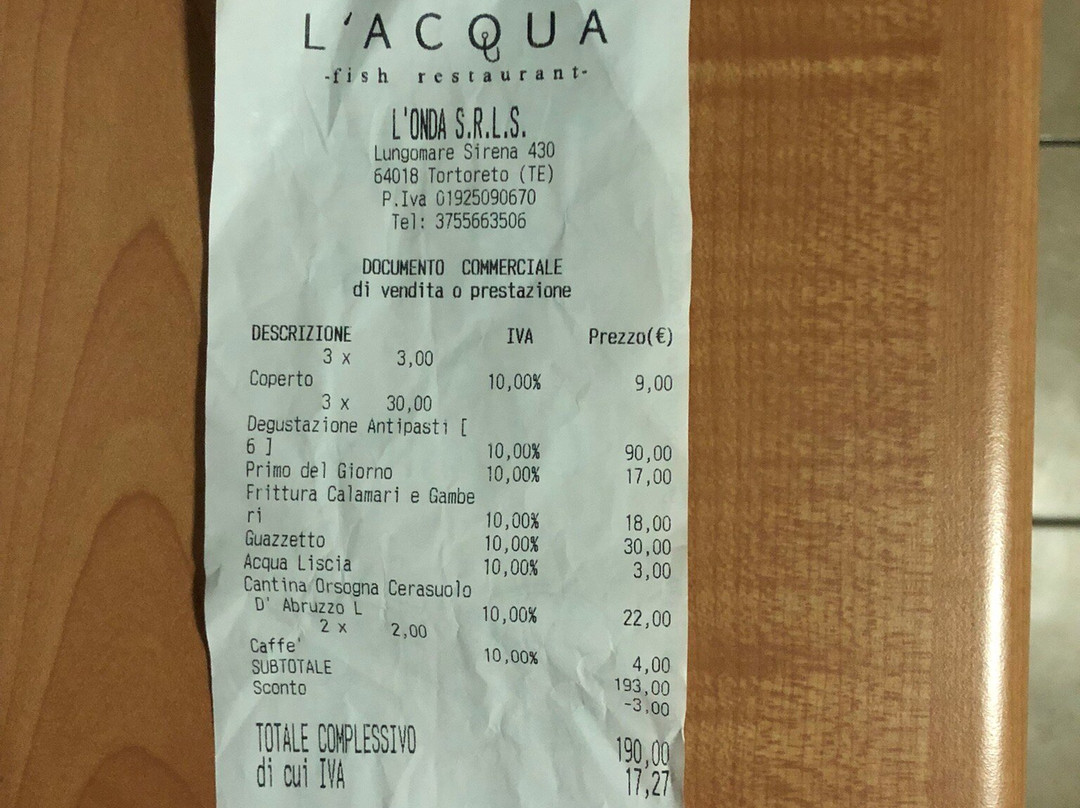 L'ACQUA
-fish restaurant-
L'ONDA S.R.L.S.
Lungomare Sirena 430
64018 Tortoreto (TE)
P.Iva 01925090670
Tel: 3755663506
DOCUMENTO COMMERCIALE
di vendita o prestazione
DESCRIZIONE IVA Prezzo(€)
3 x 3,00
Coperto 10,00% 9,00
3 x 30,00
Degustazione Antipasti [
6 ] 10,00% 90,00
Primo del Giorno 10,00% 17,00
Frittura Calamari e Gambe
ri 10,00% 18,00
Guazzetto 10,00% 30,00
Acqua Liscia 10,00% 3,00
Cantina Orsogna Cerasuolo
D' Abruzzo L 10,00% 22,00
2 x 2,00
Caffe' 10,00% 4,00
SUBTOTALE 193,00
Sconto -3,00
TOTALE COMPLESSIVO 190,00
di cui IVA 17,27